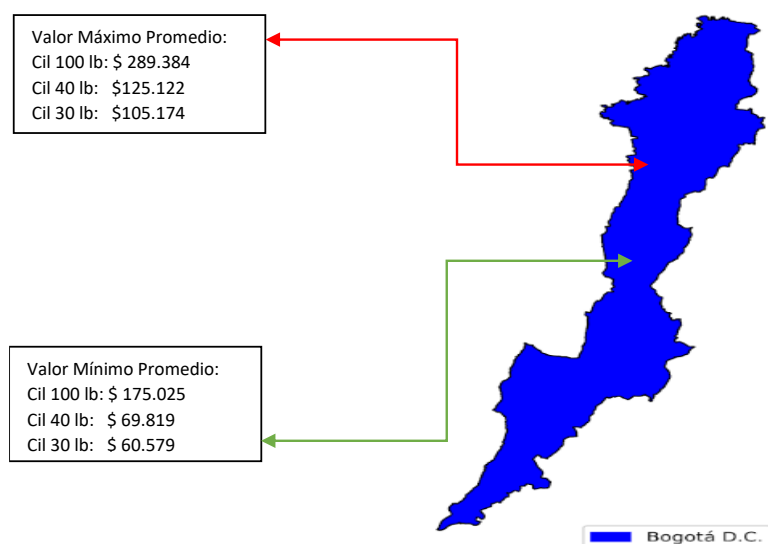 Valor Máximo Promedio:
Cil 100 lb: $ 289.384
Cil 40 lb: $125.122
Cil 30 lb: $105.174
Valor Mínimo Promedio:
Cil 100 lb: $ 175.025
Cil 40 lb: $ 69.819
Cil 30 lb: $ 60.579
Bogotá D.C.